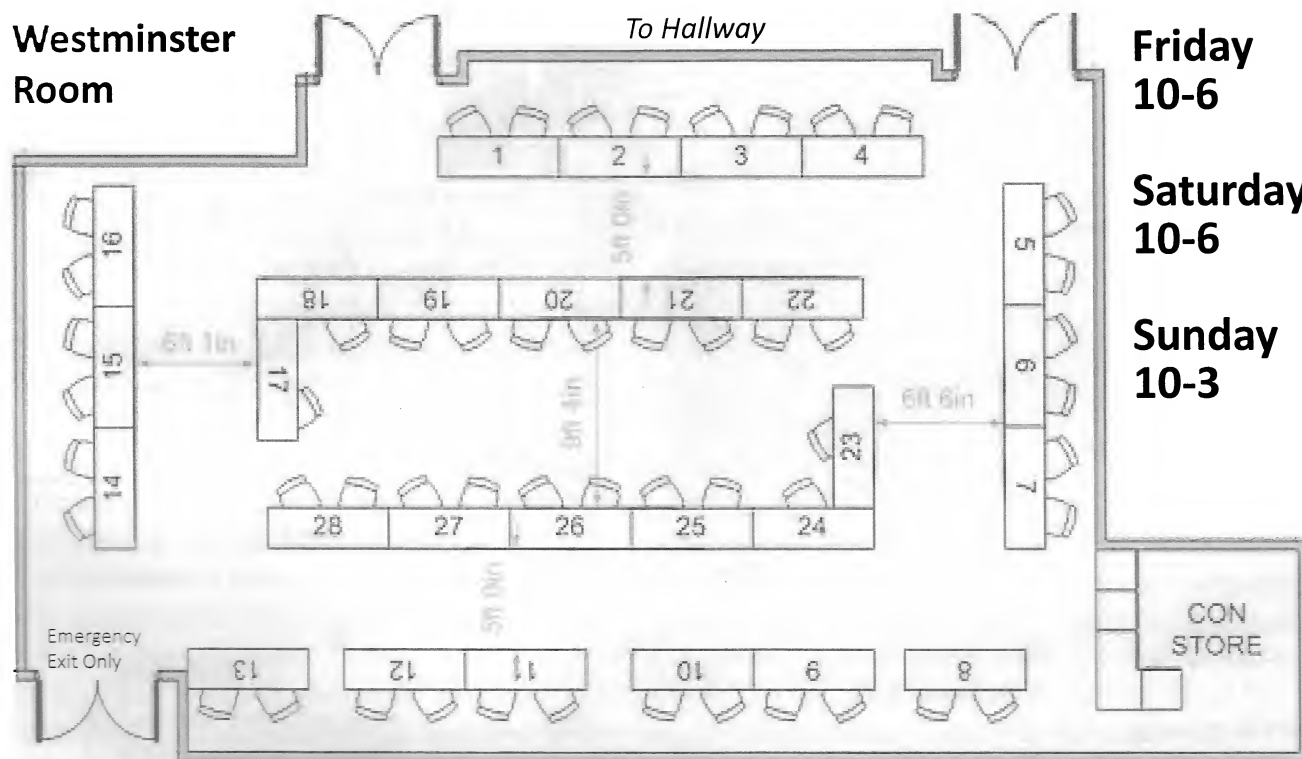 Westminster
Room
To Hallway
Friday
10-6
Saturday
10-6
Sunday
10-3
1 2 3 4
5ft 0in
16
15
14
5
6
7
18 19 20 21 22
17
6ft 1in
9ft 4in
23
6ft 6in
28 27 26 25 24
5ft 0in
Emergency
Exit Only
13 12 11 10 9 8
CON
STORE